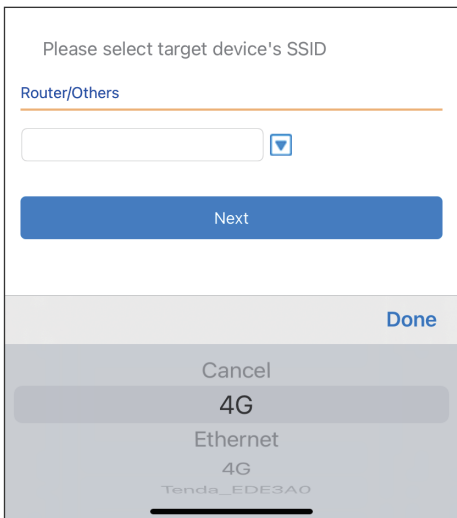 Please select target device's SSID
Router/Others
Next
Done
Cancel
4G
Ethernet
4G
Tenda_EDE3A0